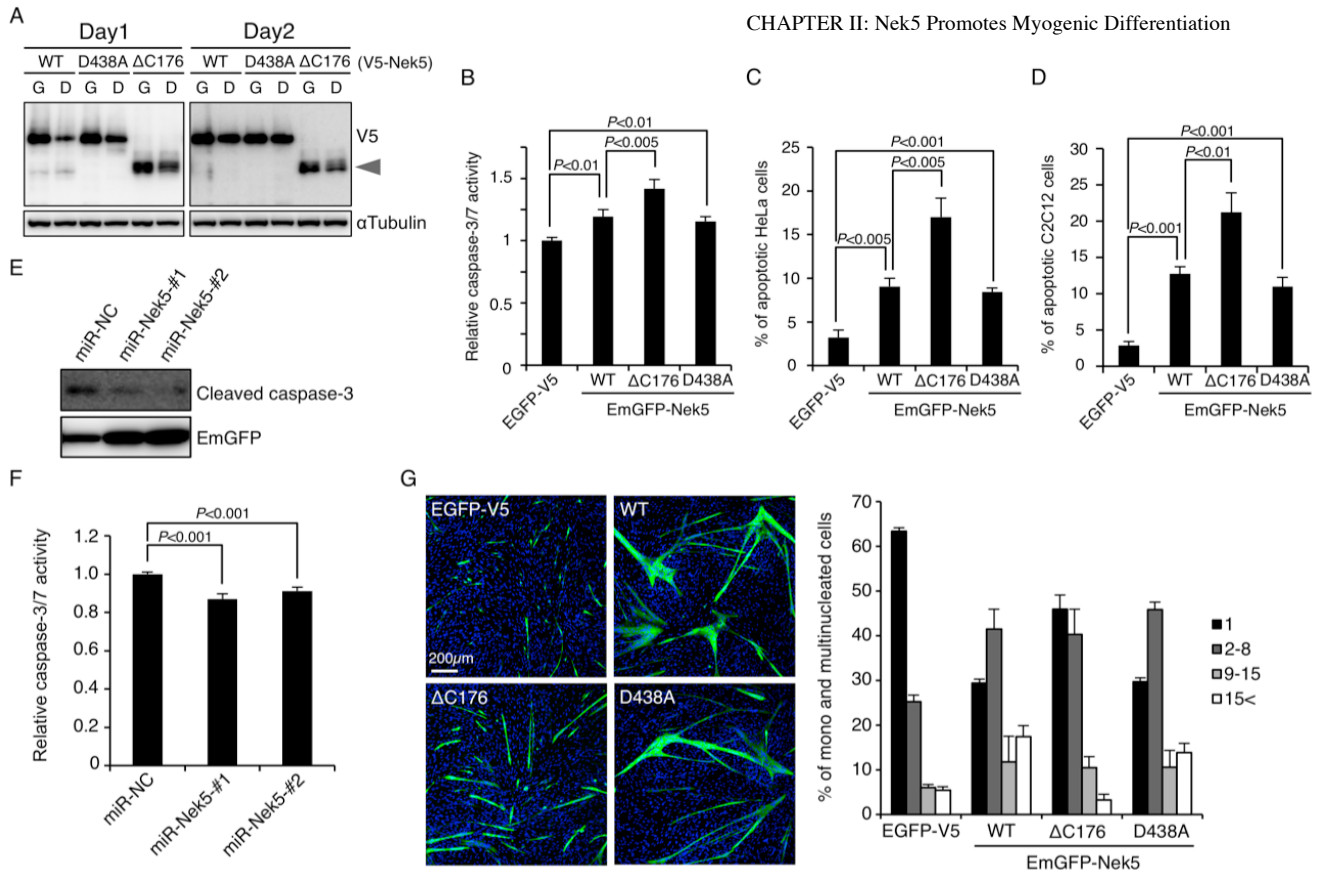 CHAPTER II: Nek5 Promotes Myogenic Differentiation
A
Day1 Day2
WT D438A ΔC176 WT D438A ΔC176 (V5-Nek5)
G D G D G D G D G D G D
V5
αTubulin
B
Relative caspase-3/7 activity
P<0.01
P<0.005
P<0.01
1.5
1
0.5
0
EGFP-V5 WT ΔC176 D438A
EmGFP-Nek5
C
% of apoptotic HeLa cells
P<0.001
P<0.005
P<0.005
25
20
15
10
5
0
EGFP-V5 WT ΔC176 D438A
EmGFP-Nek5
D
% of apoptotic C2C12 cells
P<0.001
P<0.01
P<0.001
30
25
20
15
10
5
0
EGFP-V5 WT ΔC176 D438A
EmGFP-Nek5
E
miR-NC miR-Nek5-#1 miR-Nek5-#2
Cleaved caspase-3
EmGFP
F
Relative caspase-3/7 activity
P<0.001
P<0.001
1.2
1.0
0.8
0.6
0.4
0.2
0
miR-NC miR-Nek5-#1 miR-Nek5-#2
G
EGFP-V5 WT
200μm
ΔC176 D438A
% of mono and multinucleated cells
70
60
50
40
30
20
10
0
EGFP-V5 WT ΔC176 D438A
EmGFP-Nek5
1
2-8
9-15
15<